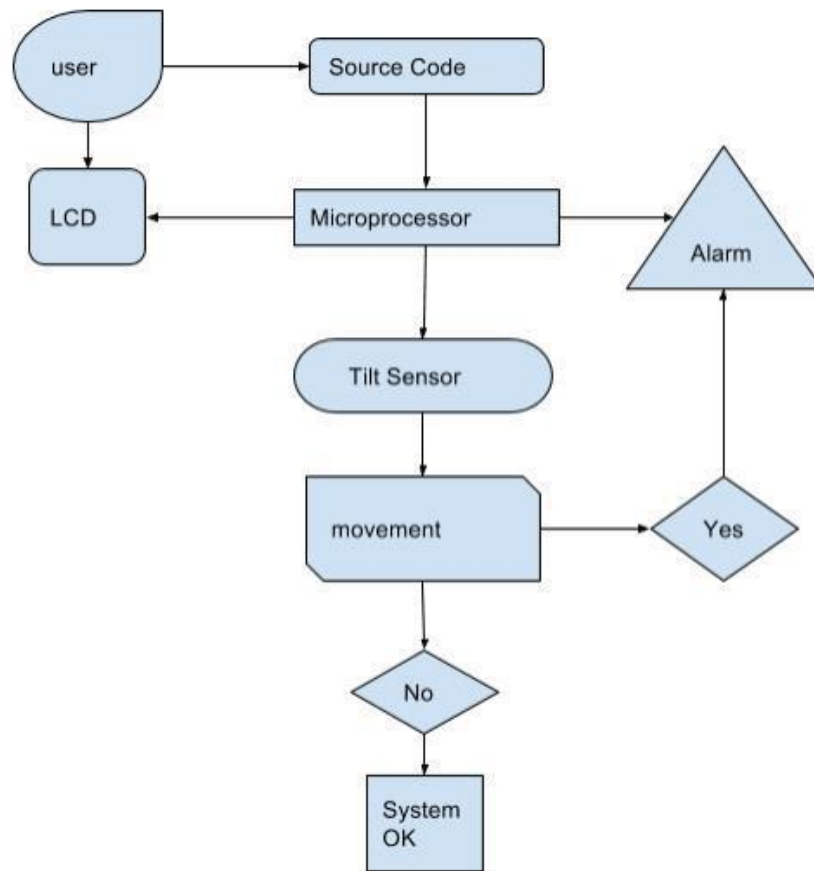 user
Source Code
LCD
Microprocessor
Alarm
Tilt Sensor
movement
Yes
No
System
OK